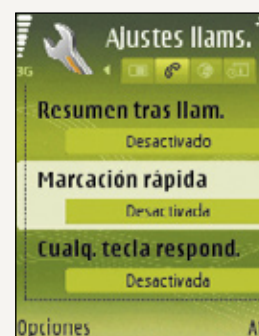 Ajustes llams.
3G
Resumen tras llam.
Desactivado
Marcación rápida
Desactivada
Cualq. tecla respond.
Desactivada
Opciones